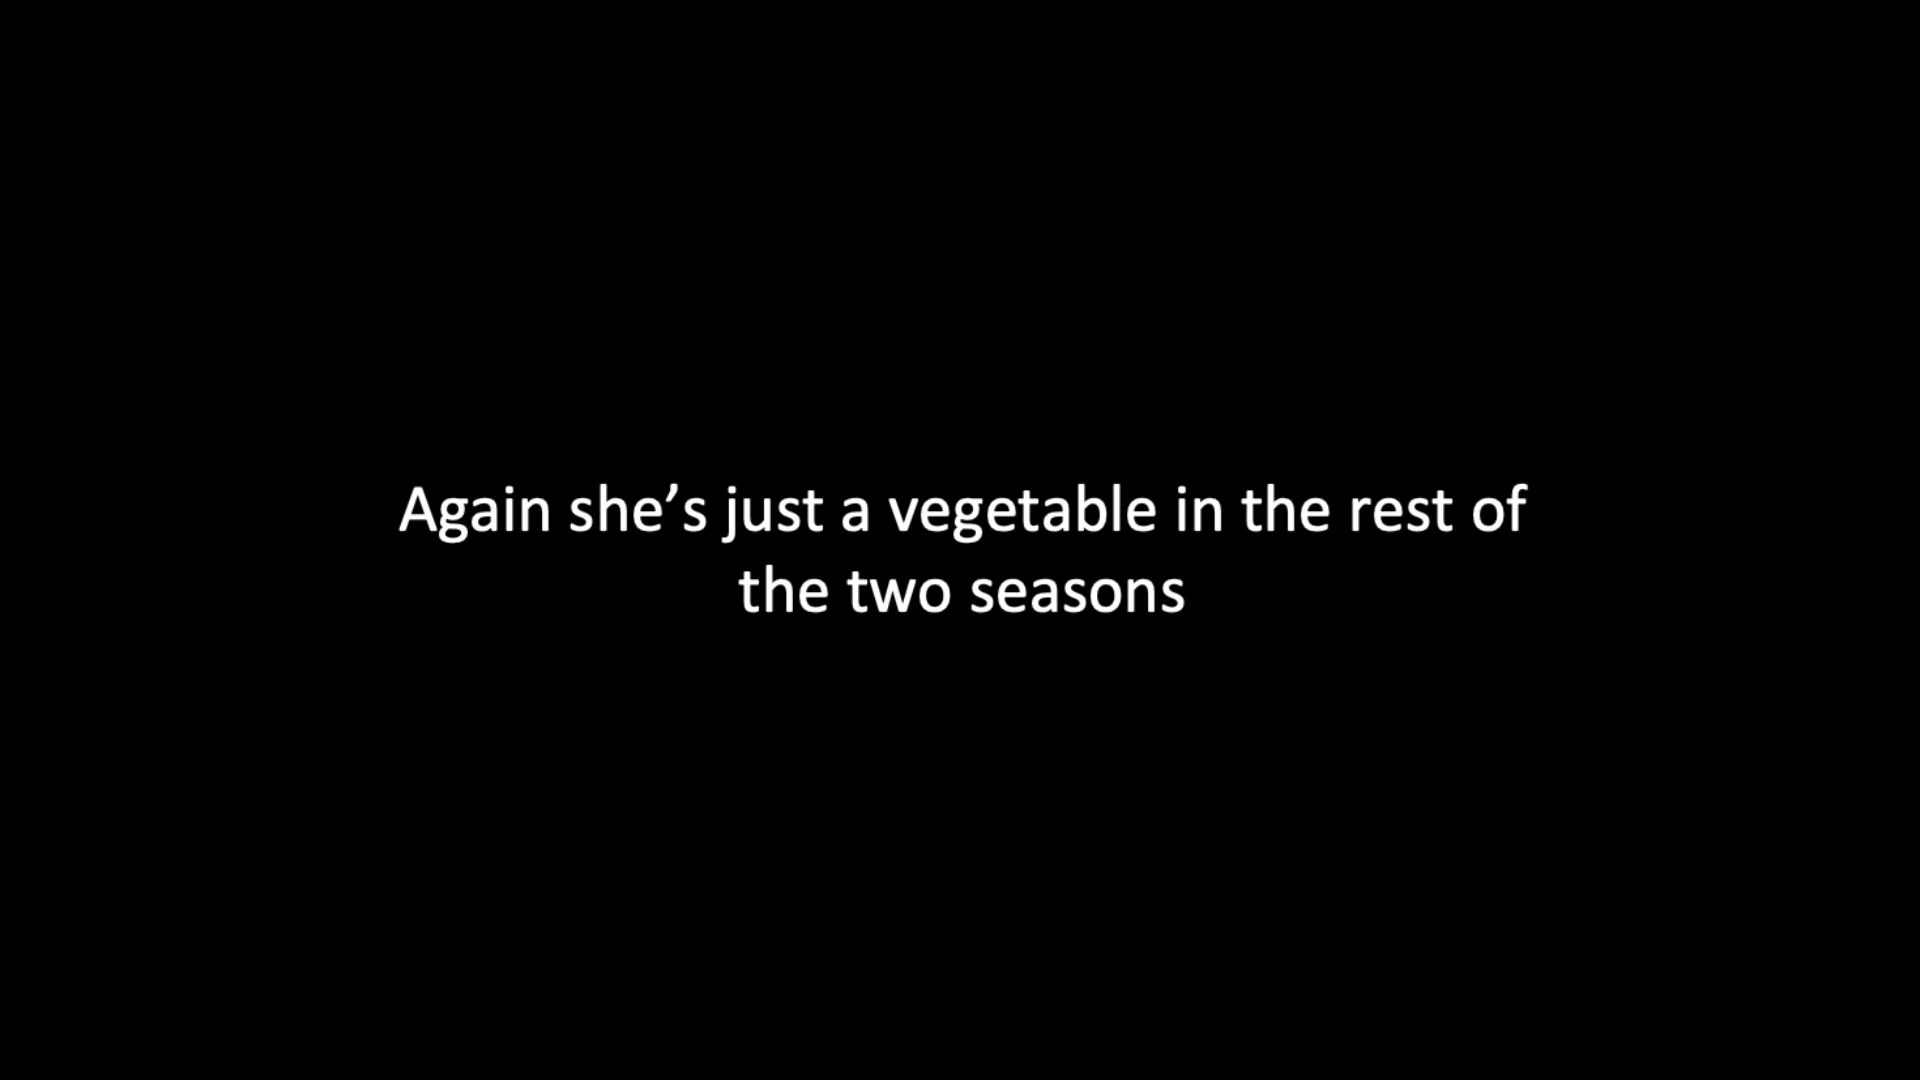 Again she’s just a vegetable in the rest of
the two seasons